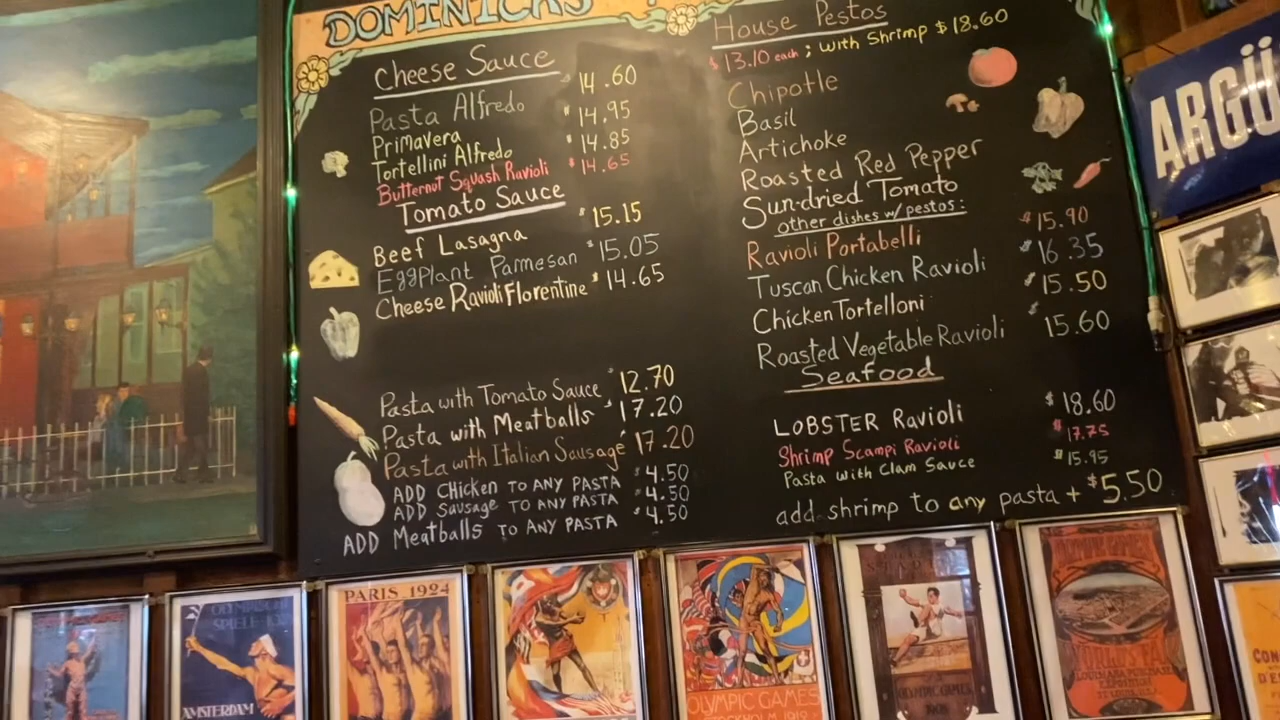 DOMINICKS
Cheese Sauce
Pasta Alfredo $14.60
Primavera $14.95
Tortellini Alfredo $14.85
Butternut Squash Ravioli $14.65
Tomato Sauce
Beef Lasagna $15.15
EggPlant Parmesan $15.05
Cheese Ravioli Florentine $14.65
Pasta with Tomato Sauce $12.70
Pasta with Meatballs $17.20
Pasta with Italian Sausage $17.20
ADD Chicken TO ANY PASTA $4.50
ADD Sausage TO ANY PASTA $4.50
ADD Meatballs TO ANY PASTA $4.50
House Pestos
$13.10 each ; with Shrimp $18.60
Chipotle
Basil
Artichoke
Roasted Red Pepper
Sun-dried Tomato
other dishes w/ pestos:
Ravioli Portabelli $15.90
Tuscan Chicken Ravioli $16.35
Chicken Tortelloni $15.50
Roasted Vegetable Ravioli 15.60
Seafood
LOBSTER Ravioli $18.60
Shrimp Scampi Ravioli $17.75
Pasta with Clam Sauce $15.95
add shrimp to any pasta + $5.50
ARGÜ
AMSTERDAM
PARIS 1924
OLYMPIC GAMES
OLYMPIC GAMES
1908
WORLD'S FAIR